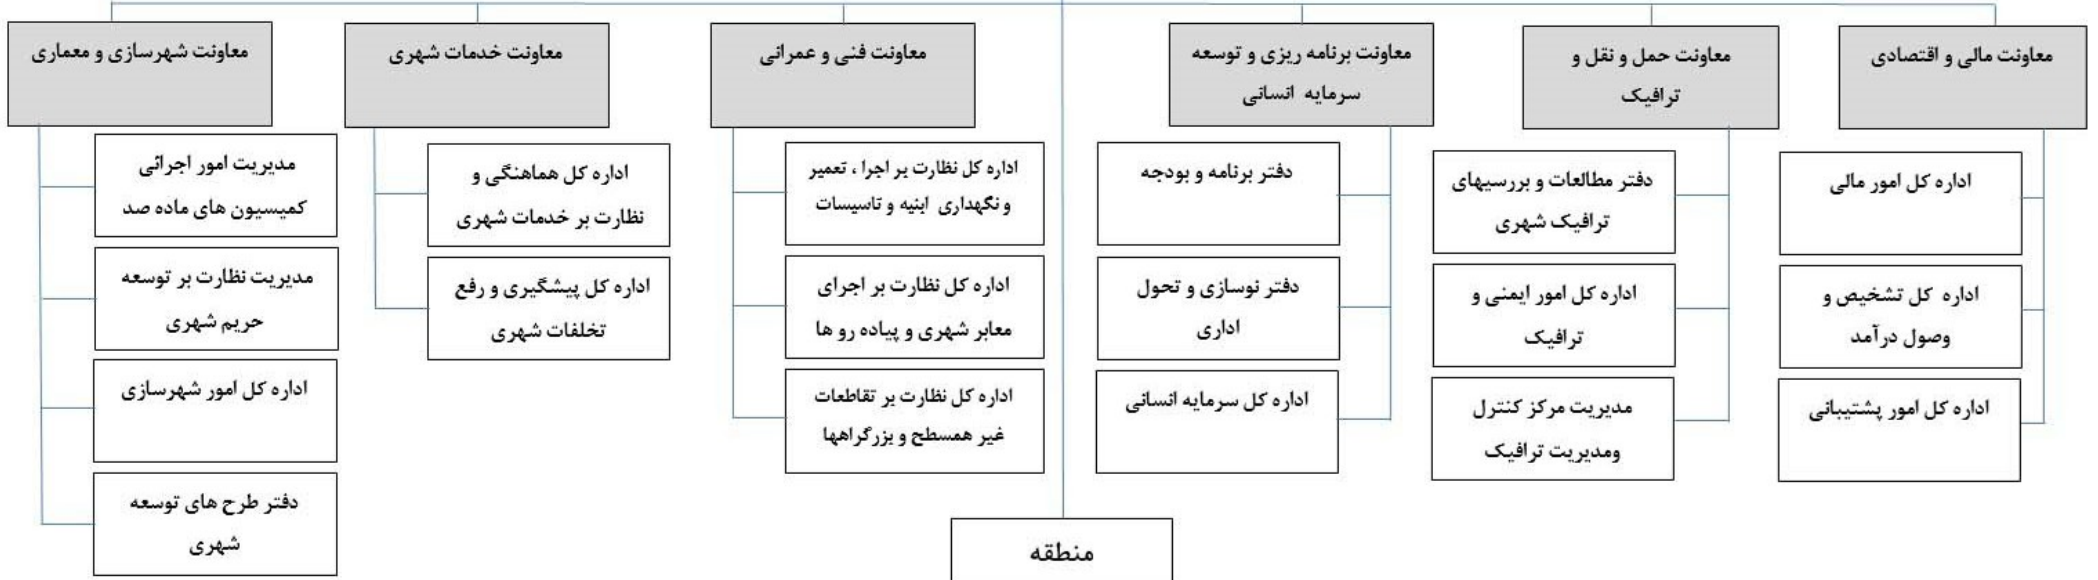 معاونت مالی و اقتصادی
اداره کل امور مالی
اداره کل تشخیص و
وصول درآمد
اداره کل امور پشتیبانی
معاونت حمل و نقل و
ترافیک
دفتر مطالعات و بررسیهای
ترافیک شهری
اداره کل امور ایمنی و
ترافیک
مدیریت مرکز کنترل
ومدیریت ترافیک
معاونت برنامه ریزی و توسعه
سرمایه انسانی
دفتر برنامه و بودجه
دفتر نوسازی و تحول
اداری
اداره کل سرمایه انسانی
معاونت فنی و عمرانی
اداره کل نظارت بر اجرا ، تعمیر
و نگهداری ابنیه و تاسیسات
اداره کل نظارت بر اجرای
معابر شهری و پیاده رو ها
اداره کل نظارت بر تقاطعات
غیر همسطح و بزرگراهها
معاونت خدمات شهری
اداره کل هماهنگی و
نظارت بر خدمات شهری
اداره کل پیشگیری و رفع
تخلفات شهری
معاونت شهرسازی و معماری
مدیریت امور اجرائی
کمیسیون های ماده صد
مدیریت نظارت بر توسعه
حریم شهری
اداره کل امور شهرسازی
دفتر طرح های توسعه
شهری
منطقه